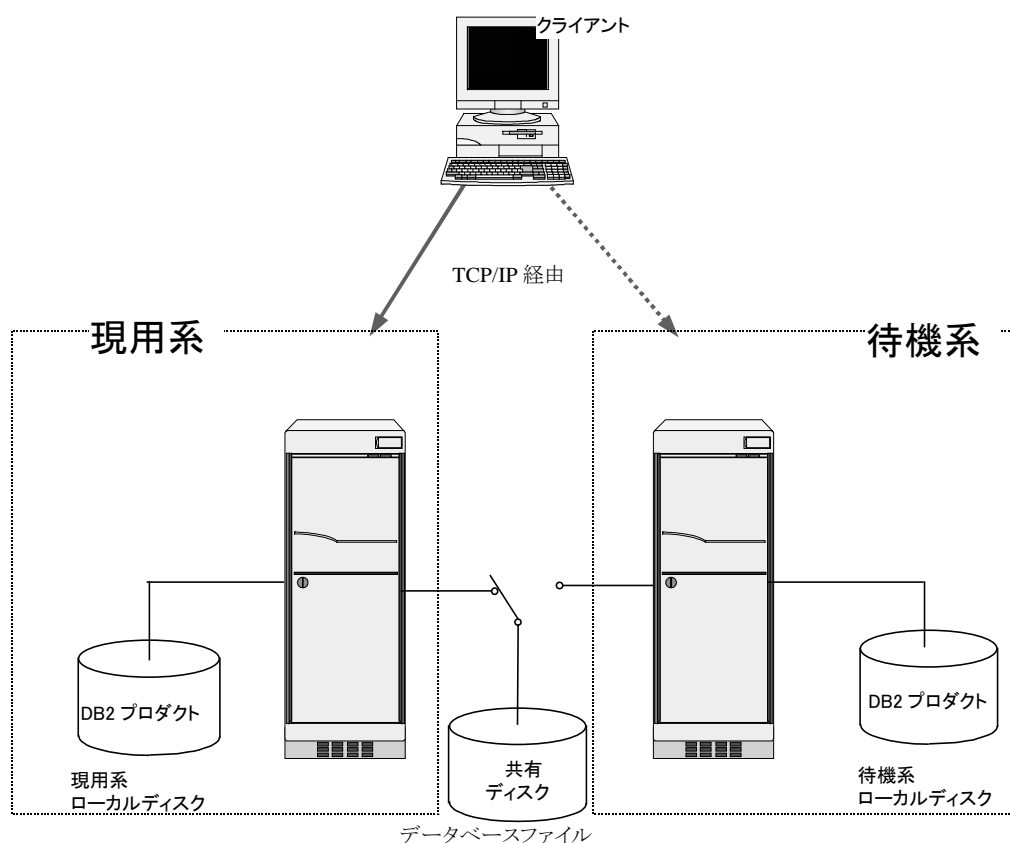 クライアント
TCP/IP 経由
現用系
待機系
DB2 プロダクト
DB2 プロダクト
現用系
ローカルディスク
共有
ディスク
待機系
ローカルディスク
データベースファイル